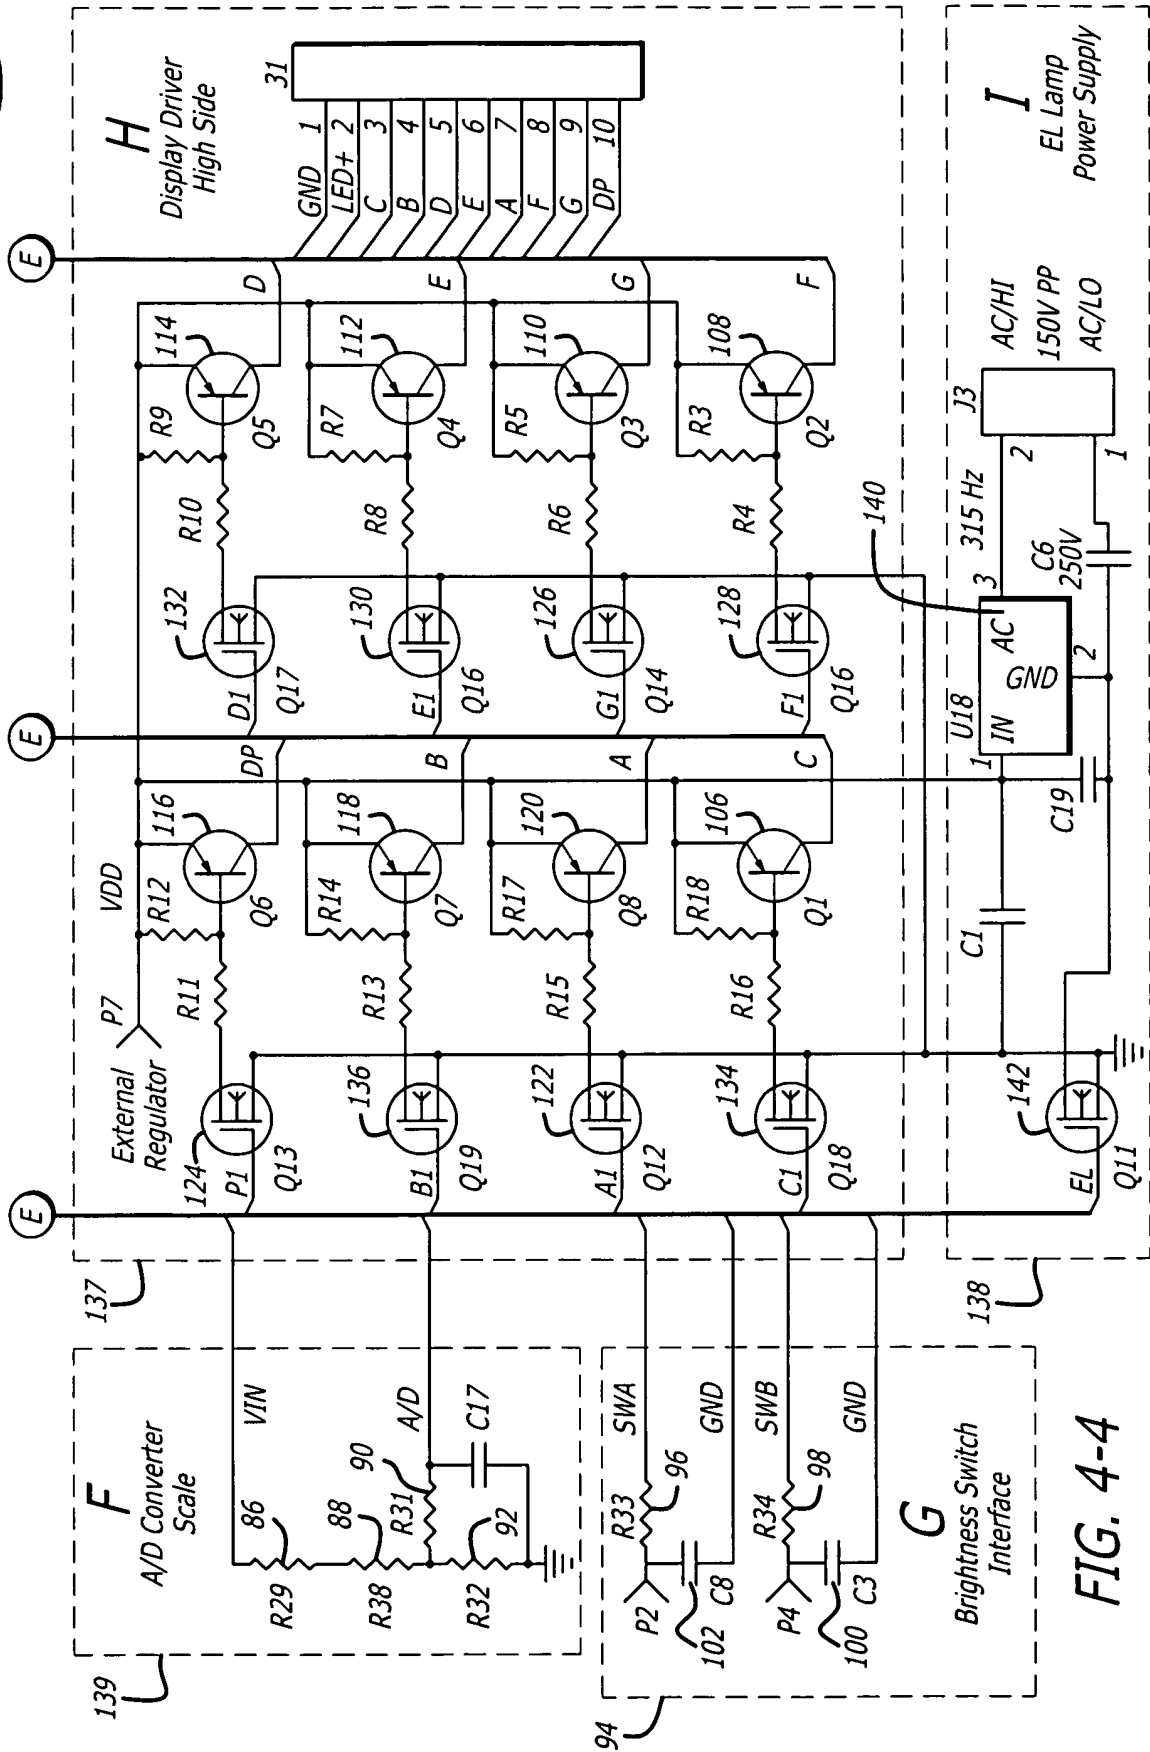 E
E
E
H
Display Driver
High Side
31
GND 1
LED+ 2
C 3
B 4
D 5
E 6
A 7
F 8
G 9
DP 10
External
Regulator
P7
VDD
R12
116
DP
R9
114
D
R11
Q6
R10
Q5
124
P1
Q13
132
D1
Q17
R14
118
B
R7
112
E
R13
Q7
R8
Q4
136
B1
Q19
130
E1
Q16
R17
120
A
R5
110
G
R15
Q8
R6
Q3
122
A1
Q12
126
G1
Q14
R18
106
C
R3
108
F
R16
Q1
R4
Q2
134
C1
Q18
128
F1
Q16
137
F
A/D Converter
Scale
VIN
86
R29
88
R38
90
R31
A/D
C17
92
R32
139
SWA
R33
96
P2
102
C8
GND
SWB
R34
98
P4
100
C3
GND
G
Brightness Switch
Interface
94
I
EL Lamp
Power Supply
140
U18
1
IN
AC
3
GND
2
315 Hz
C6
250V
J3
2
1
AC/HI
150V PP
AC/LO
C1
C19
142
EL
Q11
138
FIG. 4-4